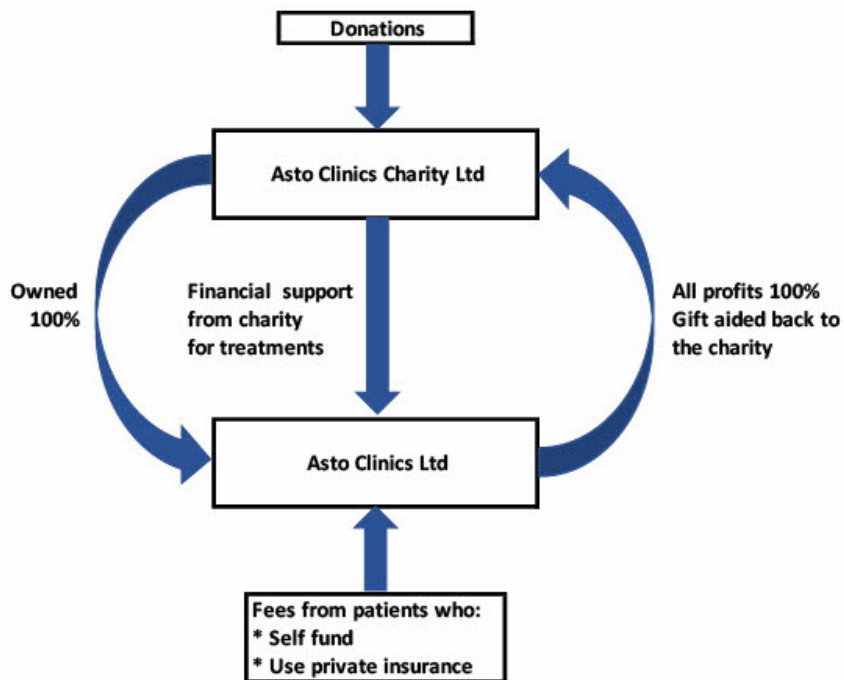 Donations
Asto Clinics Charity Ltd
Owned
100%
Financial support
from charity
for treatments
All profits 100%
Gift aided back to
the charity
Asto Clinics Ltd
Fees from patients who:
* Self fund
* Use private insurance